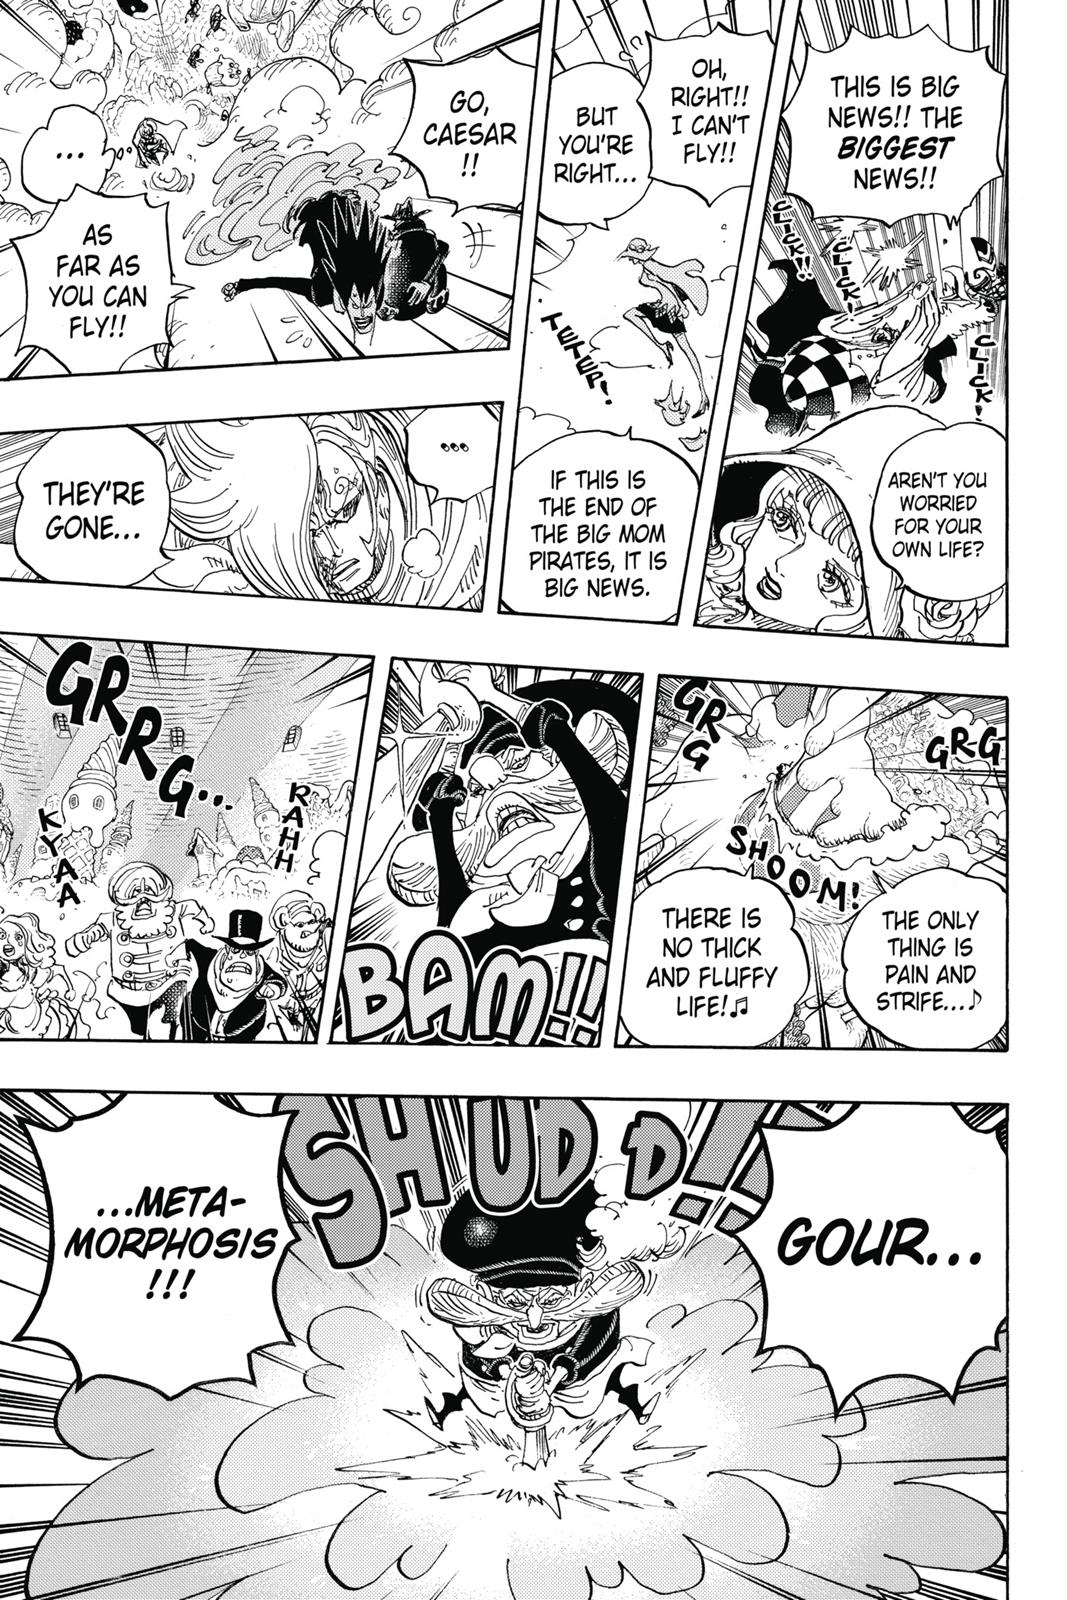 THIS IS BIG
NEWS!! THE
BIGGEST
NEWS!!
CLICK!!
CLICK!
CLICK!
AREN'T YOU
WORRIED
FOR YOUR
OWN LIFE?
!?
OH,
RIGHT!!
I CAN'T
FLY!!
BUT
YOU'RE
RIGHT...
TETEP!
IF THIS IS
THE END OF
THE BIG MOM
PIRATES, IT IS
BIG NEWS.
GO,
CAESAR
!!
...
AS
FAR AS
YOU CAN
FLY!!
...
THEY'RE
GONE...
GRG
GRG
SHOOM!
THE ONLY
THING IS
PAIN AND
STRIFE...♪
THERE IS
NO THICK
AND FLUFFY
LIFE!♫
BAM!!
GRRG...
RAHH
KYAA
SHUDD!!
GOUR...
...META-
MORPHOSIS
!!!